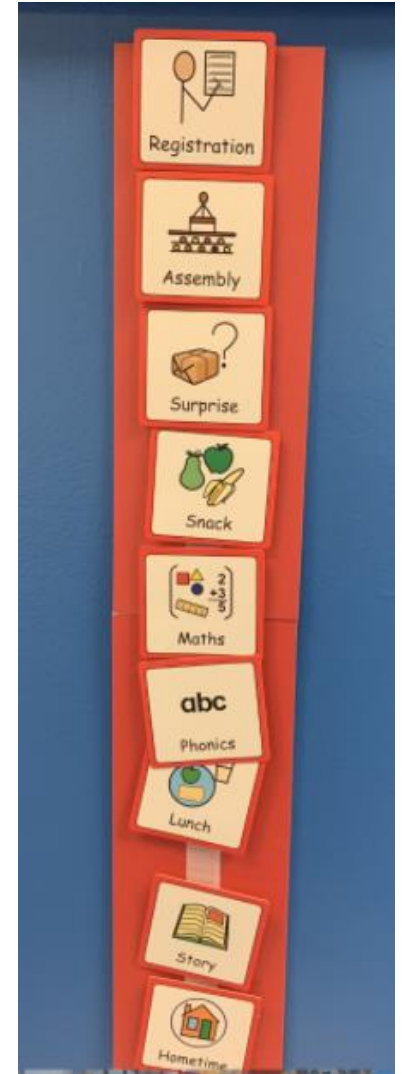 Registration
Assembly
Surprise
Snack
2
+3
5
Maths
abc
Phonics
Lunch
Story
Hometime